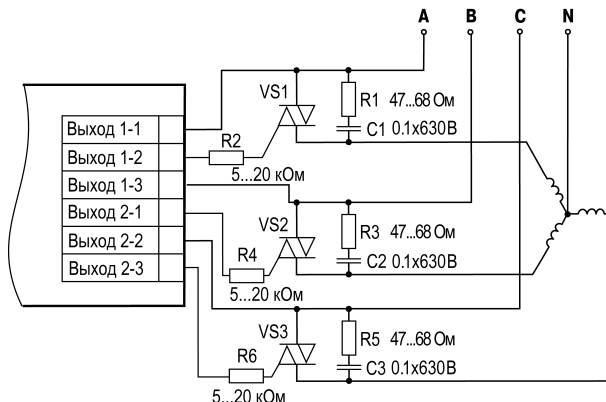 A B C N
VS1
R1 47...68 Ом
C1 0.1x630В
Выход 1-1
Выход 1-2
Выход 1-3
Выход 2-1
Выход 2-2
Выход 2-3
R2
5...20 кОм
VS2
R3 47...68 Ом
C2 0.1x630В
R4
5...20 кОм
VS3
R5 47...68 Ом
C3 0.1x630В
R6
5...20 кОм